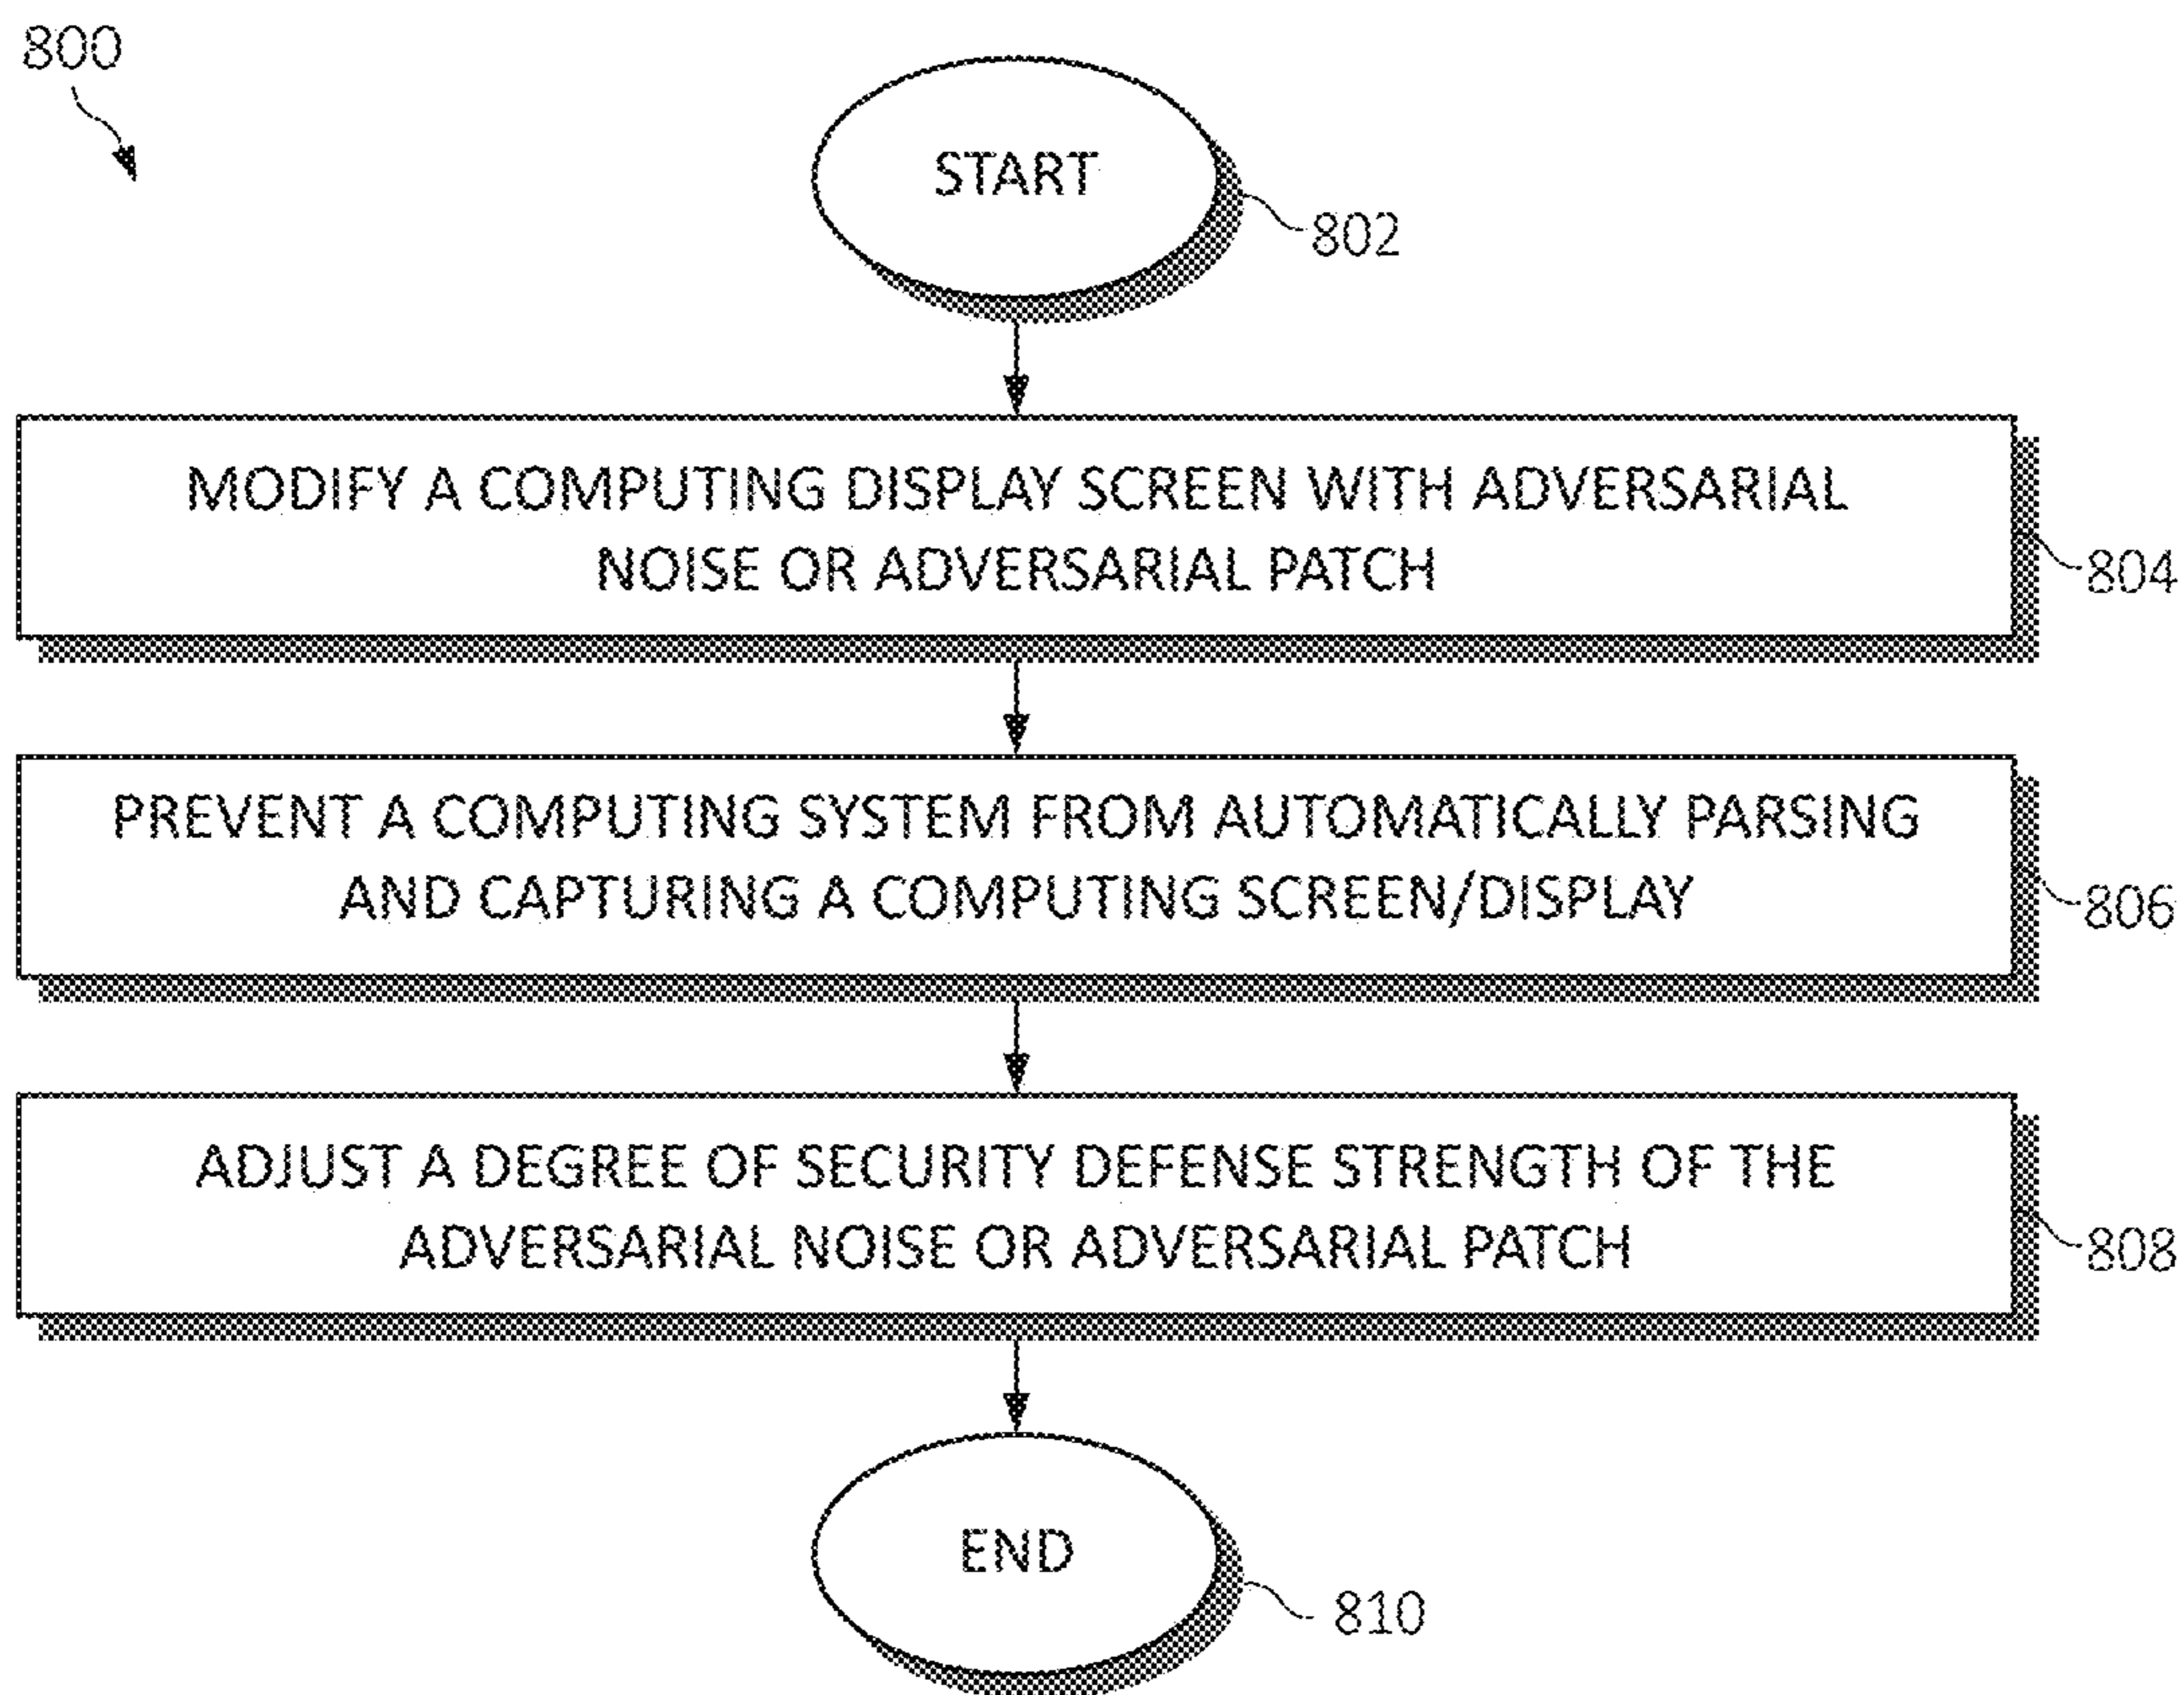 800
START
802
MODIFY A COMPUTING DISPLAY SCREEN WITH ADVERSARIAL
NOISE OR ADVERSARIAL PATCH
804
PREVENT A COMPUTING SYSTEM FROM AUTOMATICALLY PARSING
AND CAPTURING A COMPUTING SCREEN/DISPLAY
806
ADJUST A DEGREE OF SECURITY DEFENSE STRENGTH OF THE
ADVERSARIAL NOISE OR ADVERSARIAL PATCH
808
END
810